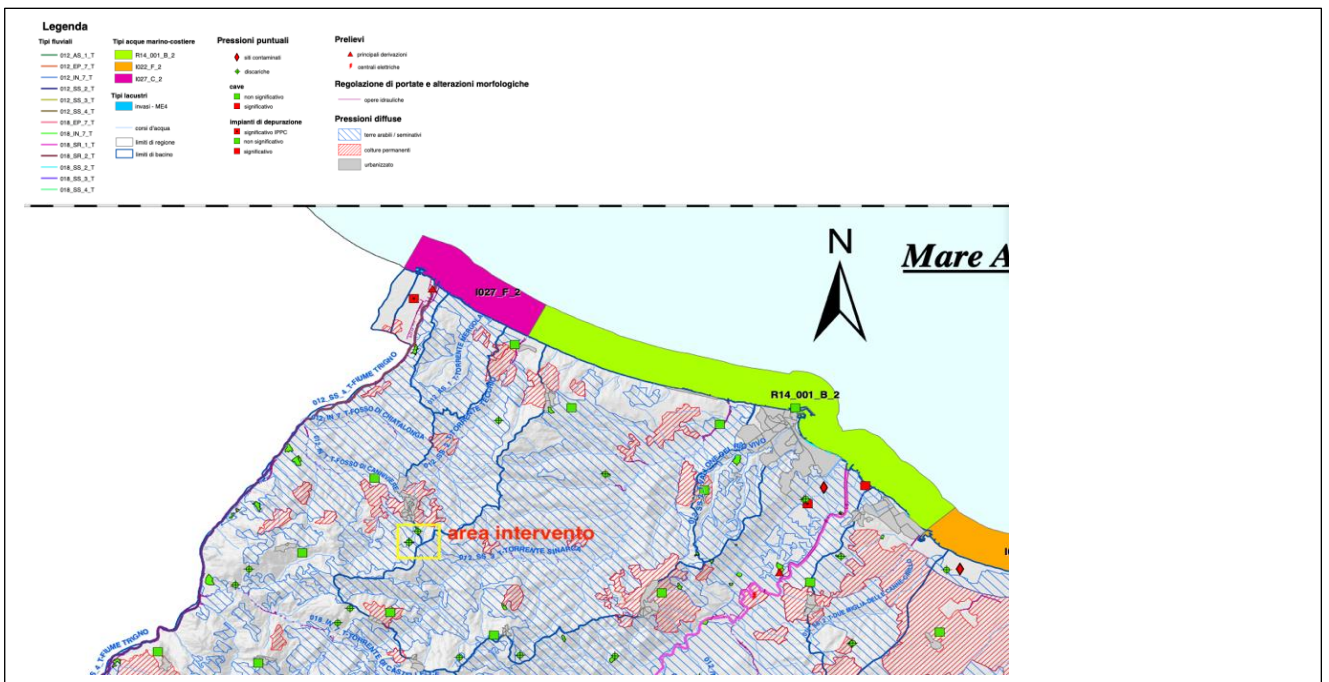 Legenda
Tipi fluviali
012_AS_1_T
012_EP_7_T
012_IN_7_T
012_SS_2_T
012_SS_3_T
012_SS_4_T
018_EP_7_T
018_IN_7_T
018_SR_1_T
018_SR_2_T
018_SS_2_T
018_SS_3_T
018_SS_4_T
Tipi acque marino-costiere
R14_001_B_2
I022_F_2
I027_C_2
Tipi lacustri
invasi - ME4
corsi d'acqua
limiti di regione
limiti di bacino
Pressioni puntuali
siti contaminati
discariche
cave
non significativo
significativo
impianti di depurazione
significativo IPPC
non significativo
significativo
Prelievi
principali derivazioni
centrali elettriche
Regolazione di portate e alterazioni morfologiche
opere idrauliche
Pressioni diffuse
terre arabili / seminativi
colture permanenti
urbanizzato
N
Mare A
I027_F_2
R14_001_B_2
012_SS_4_T-FIUME TRIGNO
012_AS_1_T-TORRENTE MERGOLA
area intervento
012_SS_2_T-TORRENTE SINARCA